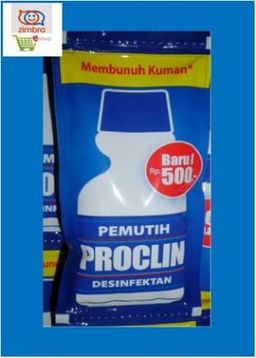 zimbra
shop
Membunuh Kuman*
Baru!
Rp. 500,-
PEMUTIH
PROCLIN
DESINFEKTAN